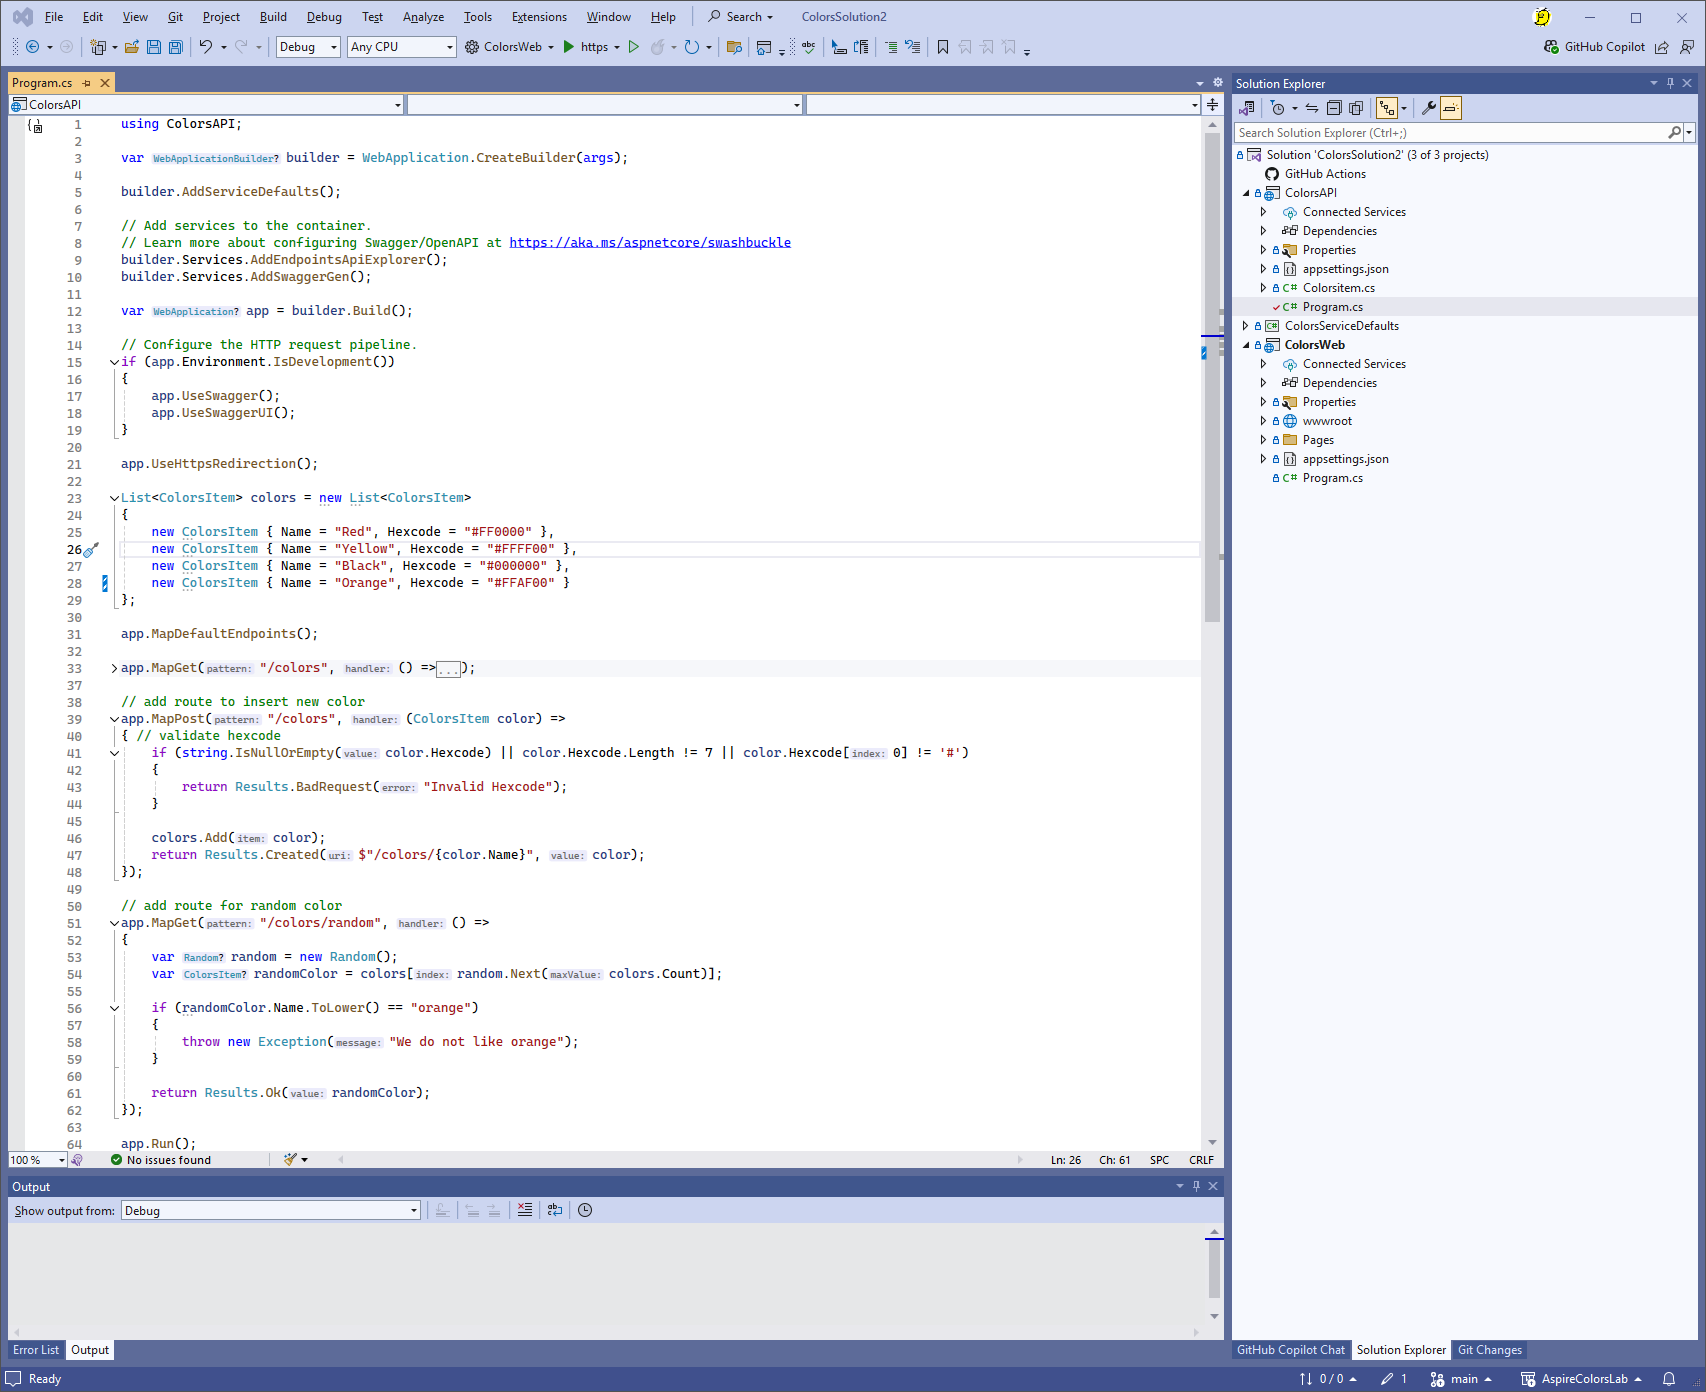 File Edit View Git Project Build Debug Test Analyze Tools Extensions Window Help Search ColorsSolution2
Debug Any CPU ColorsWeb https GitHub Copilot
Program.cs
ColorsAPI
1 using ColorsAPI;
2
3 var WebApplicationBuilder? builder = WebApplication.CreateBuilder(args);
4
5 builder.AddServiceDefaults();
6
7 // Add services to the container.
8 // Learn more about configuring Swagger/OpenAPI at https://aka.ms/aspnetcore/swashbuckle
9 builder.Services.AddEndpointsApiExplorer();
10 builder.Services.AddSwaggerGen();
11
12 var WebApplication? app = builder.Build();
13
14 // Configure the HTTP request pipeline.
15 if (app.Environment.IsDevelopment())
16 {
17 app.UseSwagger();
18 app.UseSwaggerUI();
19 }
20
21 app.UseHttpsRedirection();
22
23 List<ColorsItem> colors = new List<ColorsItem>
24 {
25 new ColorsItem { Name = "Red", Hexcode = "#FF0000" },
26 new ColorsItem { Name = "Yellow", Hexcode = "#FFFF00" },
27 new ColorsItem { Name = "Black", Hexcode = "#000000" },
28 new ColorsItem { Name = "Orange", Hexcode = "#FFAF00" }
29 };
30
31 app.MapDefaultEndpoints();
32
33 app.MapGet(pattern: "/colors", handler: () =>...);
37
38 // add route to insert new color
39 app.MapPost(pattern: "/colors", handler: (ColorsItem color) =>
40 { // validate hexcode
41 if (string.IsNullOrEmpty(value: color.Hexcode) || color.Hexcode.Length != 7 || color.Hexcode[index: 0] != '#')
42 {
43 return Results.BadRequest(error: "Invalid Hexcode");
44 }
45
46 colors.Add(item: color);
47 return Results.Created(uri: $"/colors/{color.Name}", value: color);
48 });
49
50 // add route for random color
51 app.MapGet(pattern: "/colors/random", handler: () =>
52 {
53 var Random? random = new Random();
54 var ColorsItem? randomColor = colors[index: random.Next(maxValue: colors.Count)];
55
56 if (randomColor.Name.ToLower() == "orange")
57 {
58 throw new Exception(message: "We do not like orange");
59 }
60
61 return Results.Ok(value: randomColor);
62 });
63
64 app.Run();
100 % No issues found Ln: 26 Ch: 61 SPC CRLF
Output
Show output from: Debug
Error List Output
Solution Explorer
Search Solution Explorer (Ctrl+;)
Solution 'ColorsSolution2' (3 of 3 projects)
GitHub Actions
ColorsAPI
Connected Services
Dependencies
Properties
appsettings.json
C# Colorsitem.cs
C# Program.cs
C# ColorsServiceDefaults
ColorsWeb
Connected Services
Dependencies
Properties
wwwroot
Pages
appsettings.json
C# Program.cs
GitHub Copilot Chat Solution Explorer Git Changes
Ready 0 / 0 1 main AspireColorsLab